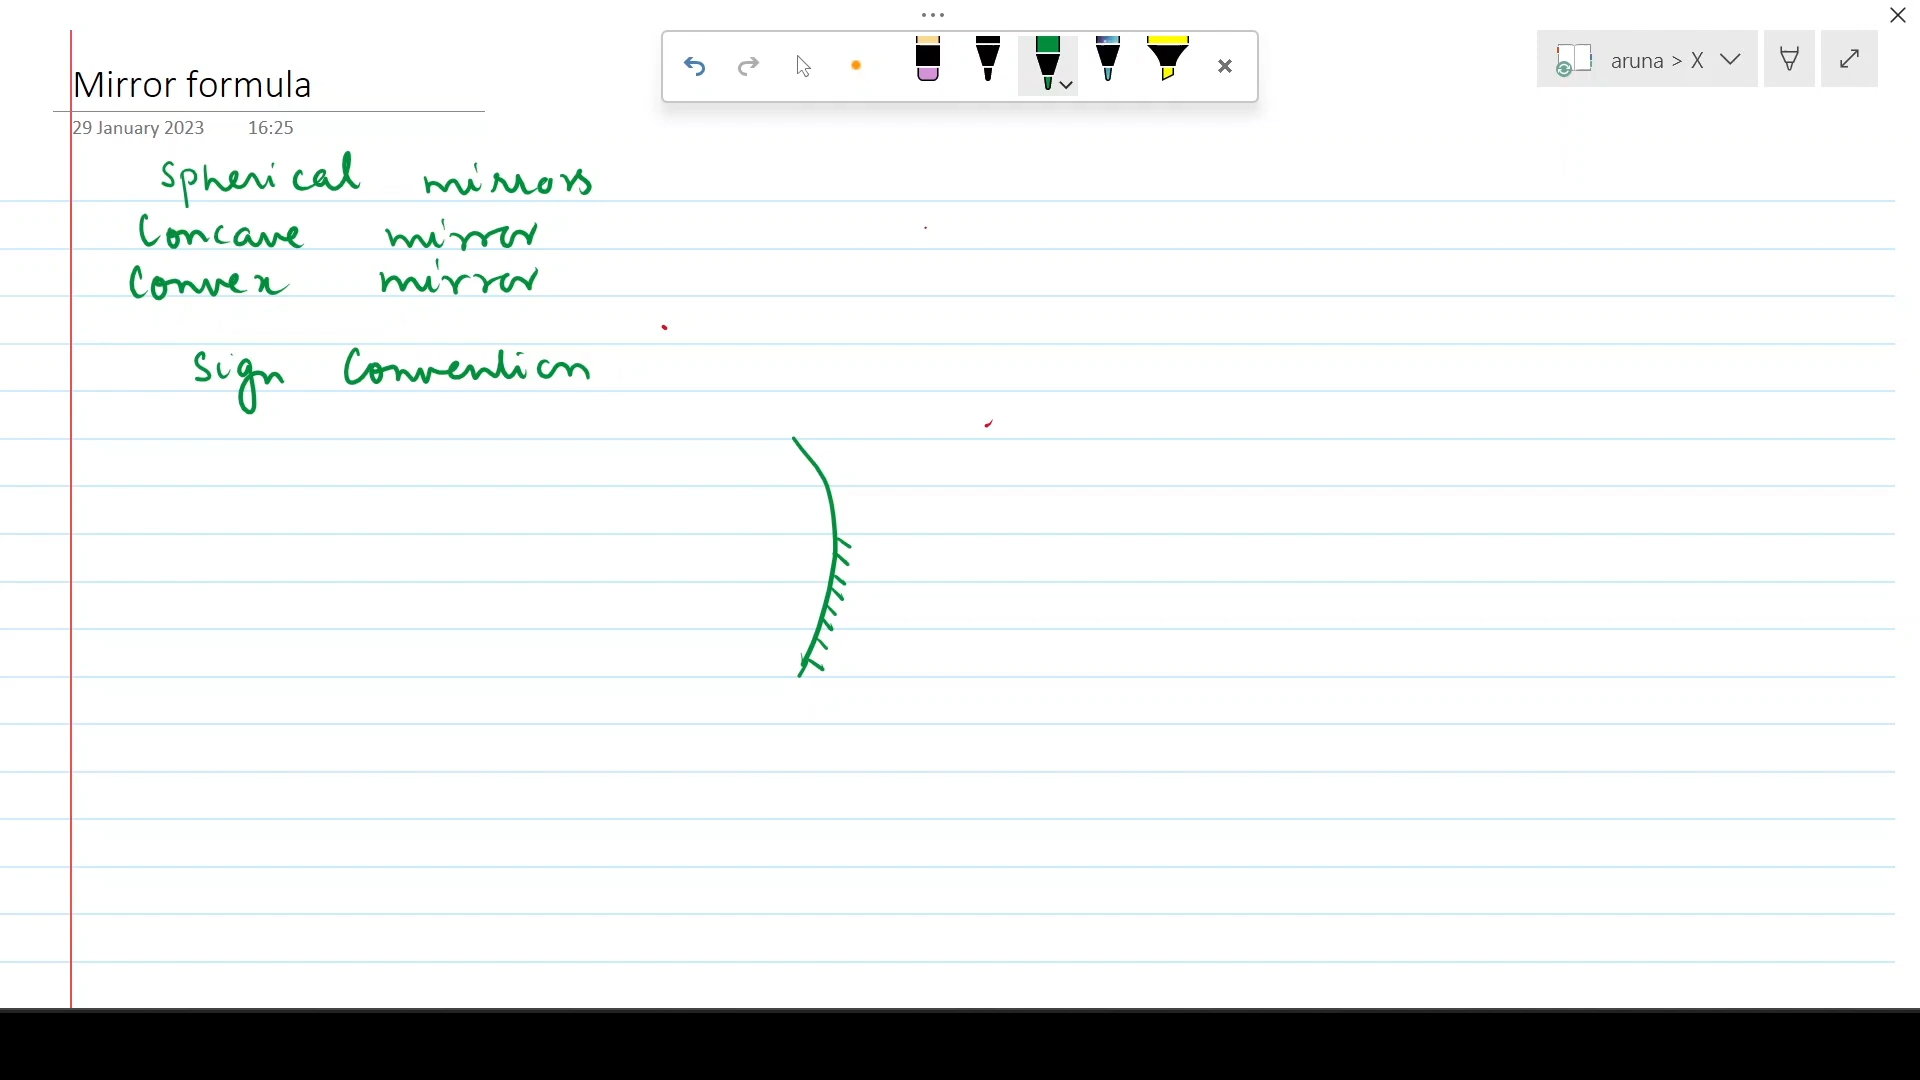 Mirror formula
29 January 2023 16:25
aruna > X
Spherical mirrors
Concave mirror
Convex mirror
Sign Convention